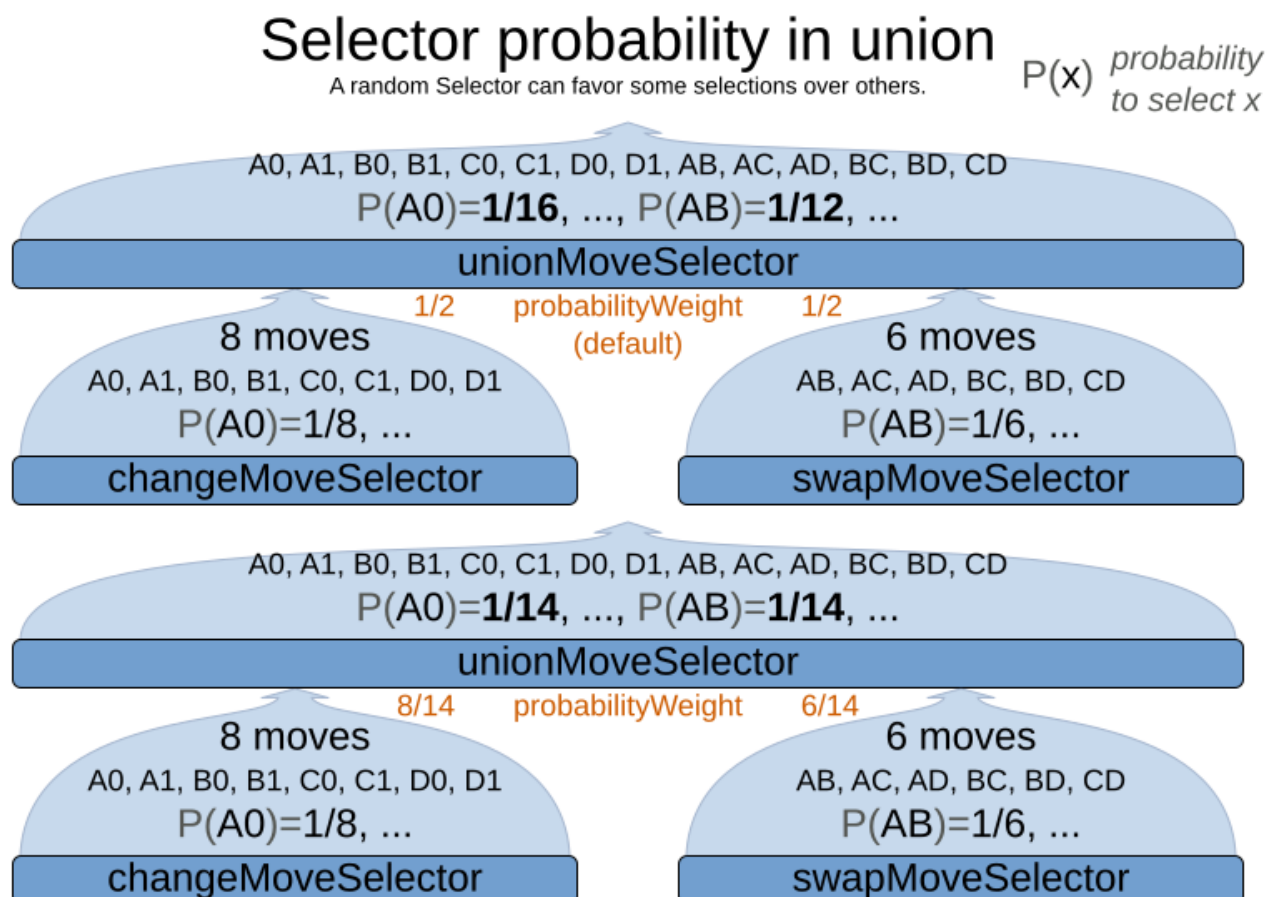 Selector probability in union
A random Selector can favor some selections over others.
P(x) probability
to select x
A0, A1, B0, B1, C0, C1, D0, D1, AB, AC, AD, BC, BD, CD
P(A0)=1/16, ..., P(AB)=1/12, ...
unionMoveSelector
1/2 probabilityWeight 1/2
(default)
8 moves
A0, A1, B0, B1, C0, C1, D0, D1
P(A0)=1/8, ...
changeMoveSelector
6 moves
AB, AC, AD, BC, BD, CD
P(AB)=1/6, ...
swapMoveSelector
A0, A1, B0, B1, C0, C1, D0, D1, AB, AC, AD, BC, BD, CD
P(A0)=1/14, ..., P(AB)=1/14, ...
unionMoveSelector
8/14 probabilityWeight 6/14
8 moves
A0, A1, B0, B1, C0, C1, D0, D1
P(A0)=1/8, ...
changeMoveSelector
6 moves
AB, AC, AD, BC, BD, CD
P(AB)=1/6, ...
swapMoveSelector